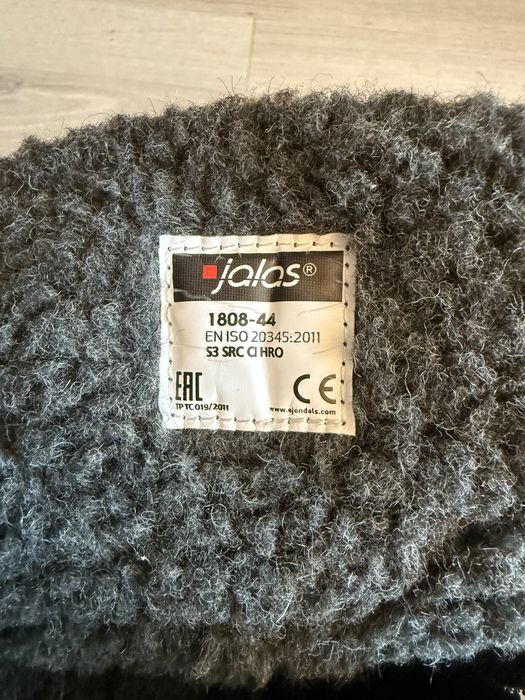 jalas®
1808-44
EN ISO 20345:2011
S3 SRC CI HRO
EAC CE
TP TC 019/2011 www.ejendals.com